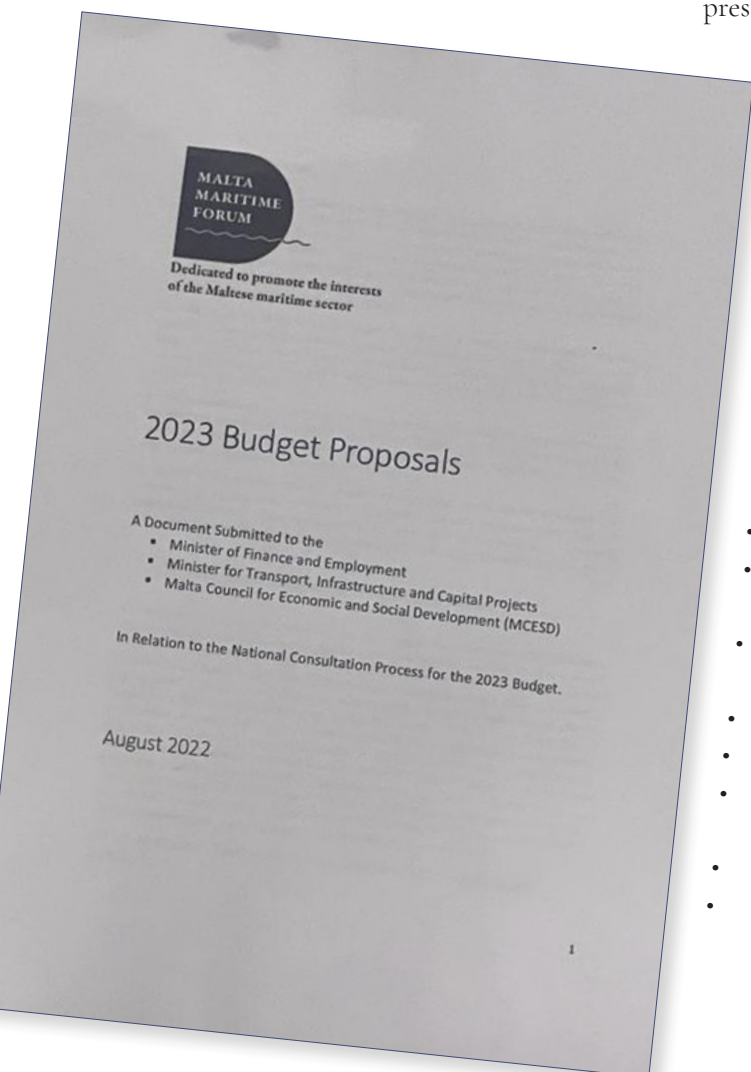 pres
MALTA
MARITIME
FORUM
Dedicated to promote the interests
of the Maltese maritime sector
2023 Budget Proposals
A Document Submitted to the
• Minister of Finance and Employment
• Minister for Transport, Infrastructure and Capital Projects
• Malta Council for Economic and Social Development (MCESD)
In Relation to the National Consultation Process for the 2023 Budget.
August 2022
1